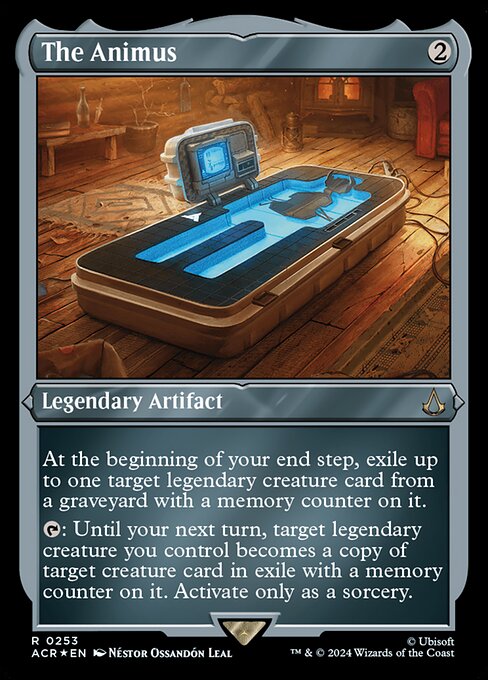 The Animus 2
Legendary Artifact
At the beginning of your end step, exile up
to one target legendary creature card from
a graveyard with a memory counter on it.
: Until your next turn, target legendary
creature you control becomes a copy of
target creature card in exile with a memory
counter on it. Activate only as a sorcery.
R 0253
ACR★EN Néstor Ossandón Leal
© Ubisoft
™ & © 2024 Wizards of the Coast